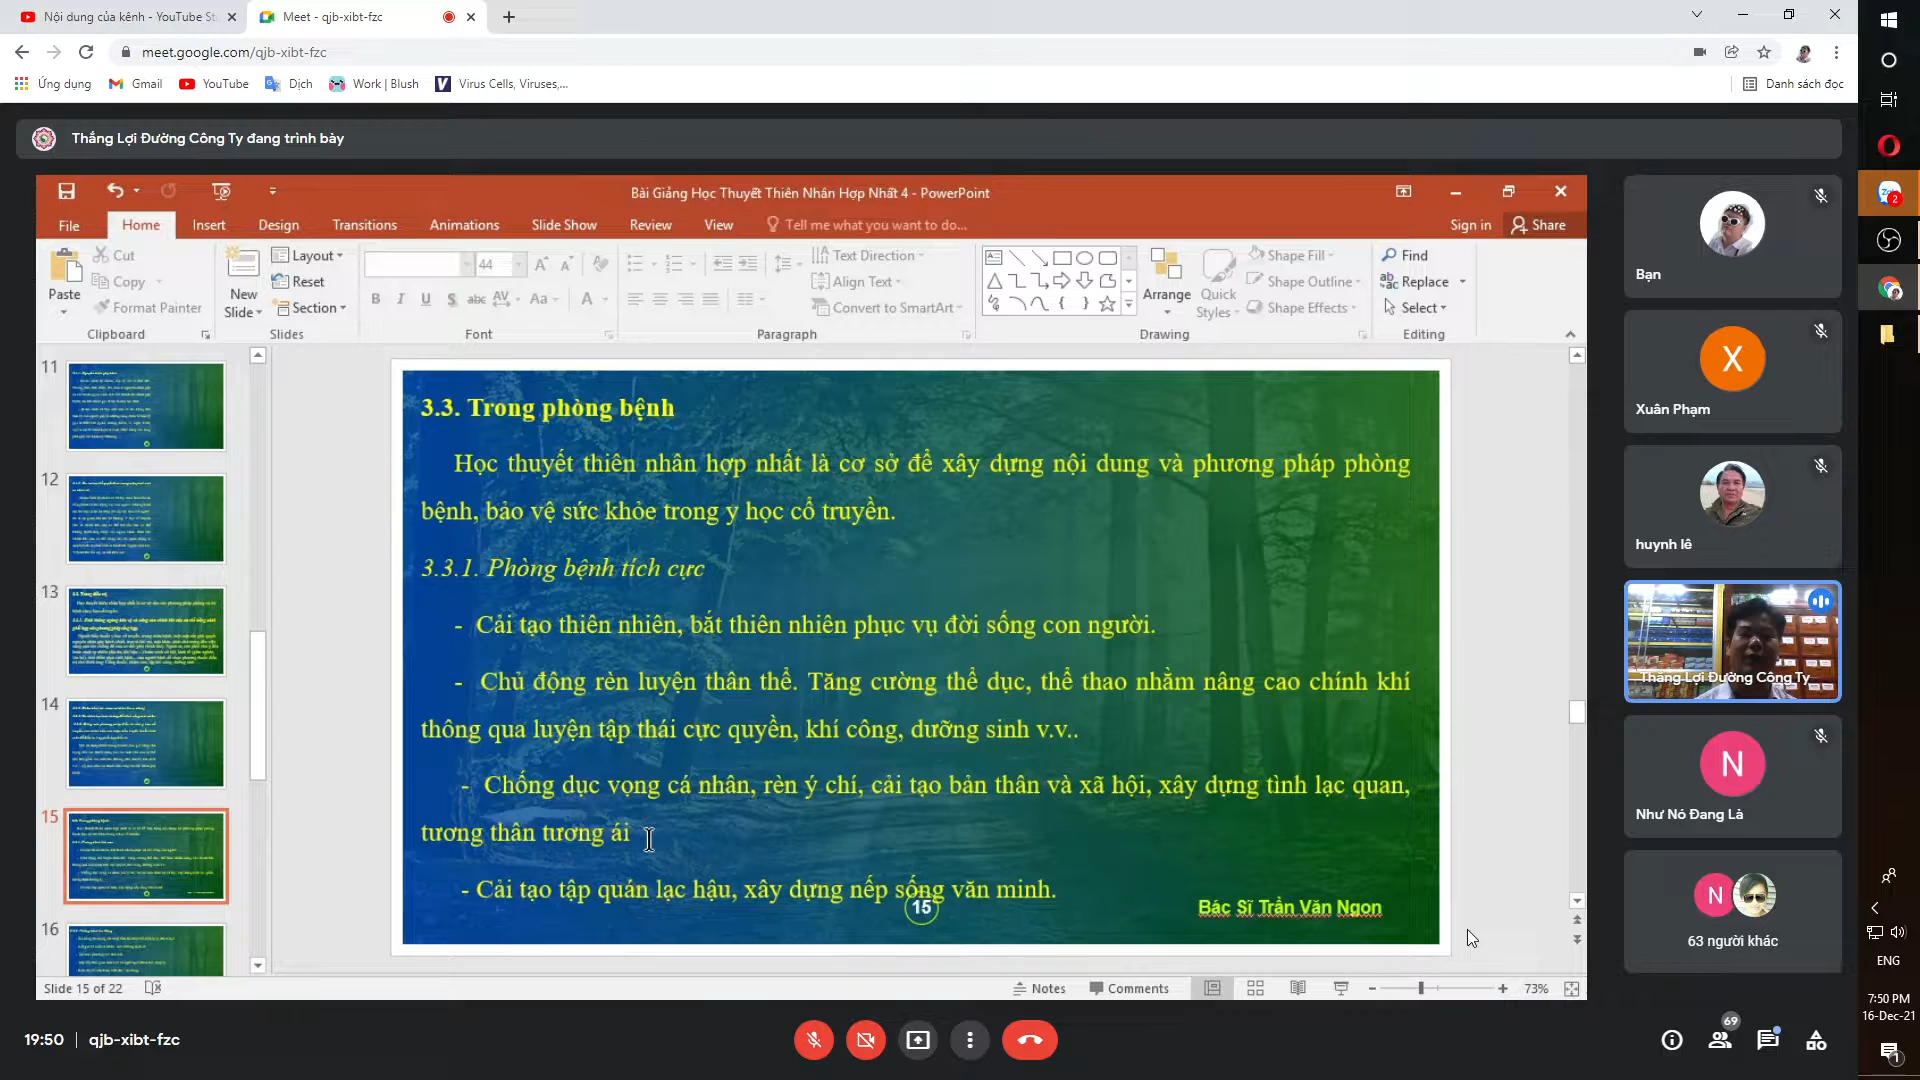 Nội dung của kênh - YouTube St
Meet - qjb-xibt-fzc
meet.google.com/qjb-xibt-fzc
Ứng dụng
Gmail
YouTube
Dịch
Work | Blush
Virus Cells, Viruses,...
Danh sách đọc
Thắng Lợi Đường Công Ty đang trình bày
Bài Giảng Học Thuyết Thiên Nhân Hợp Nhất 4 - PowerPoint
File
Home
Insert
Design
Transitions
Animations
Slide Show
Review
View
Tell me what you want to do...
Sign in
Share
Paste
Cut
Copy
Format Painter
Clipboard
New Slide
Layout
Reset
Section
Slides
44
Font
Paragraph
Text Direction
Align Text
Convert to SmartArt
Arrange
Quick Styles
Shape Fill
Shape Outline
Shape Effects
Drawing
Find
Replace
Select
Editing
11
12
13
14
15
16
3.3. Trong phòng bệnh
Học thuyết thiên nhân hợp nhất là cơ sở để xây dựng nội dung và phương pháp phòng
bệnh, bảo vệ sức khỏe trong y học cổ truyền.
3.3.1. Phòng bệnh tích cực
- Cải tạo thiên nhiên, bắt thiên nhiên phục vụ đời sống con người.
- Chủ động rèn luyện thân thể. Tăng cường thể dục, thể thao nhằm nâng cao chính khí
thông qua luyện tập thái cực quyền, khí công, dưỡng sinh v.v..
- Chống dục vọng cá nhân, rèn ý chí, cải tạo bản thân và xã hội, xây dựng tình lạc quan,
tương thân tương ái
- Cải tạo tập quán lạc hậu, xây dựng nếp sống văn minh.
15
Bác Sĩ Trần Văn Ngon
Slide 15 of 22
Notes
Comments
73%
Bạn
X
Xuân Phạm
huynh lê
Thắng Lợi Đường Công Ty
N
Như Nó Đang Là
N
63 người khác
19:50
qjb-xibt-fzc
69
2
ENG
7:50 PM
16-Dec-21
1